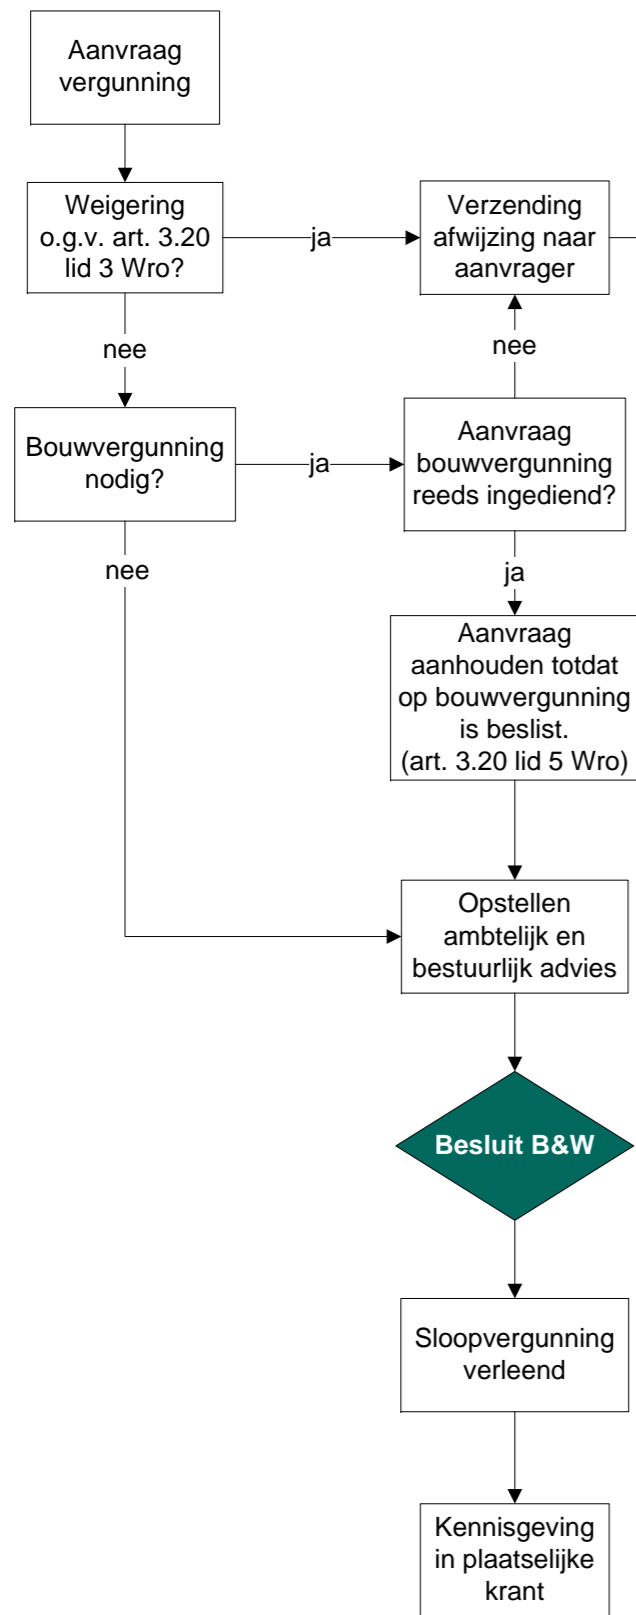 Aanvraag
vergunning
Weigering
o.g.v. art. 3.20
lid 3 Wro?
ja
Verzending
afwijzing naar
aanvrager
nee
nee
Bouwvergunning
nodig?
ja
Aanvraag
bouwvergunning
reeds ingediend?
nee
ja
Aanvraag
aanhouden totdat
op bouwvergunning
is beslist.
(art. 3.20 lid 5 Wro)
Opstellen
ambtelijk en
bestuurlijk advies
Besluit B&W
Sloopvergunning
verleend
Kennisgeving
in plaatselijke
krant